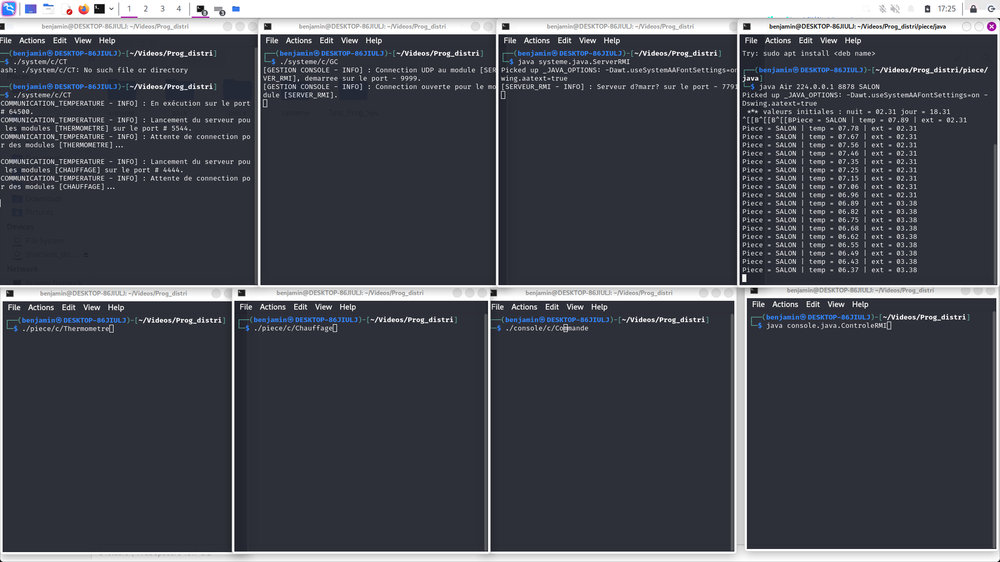 1 2 3 4
8
3
17:25
benjamin@DESKTOP-86JIULJ: ~/Videos/Prog_distri
File Actions Edit View Help
(benjamin㉿DESKTOP-86JIULJ)-[~/Videos/Prog_distri]
$ ./system/c/CT
ash: ./system/c/CT: No such file or directory
(benjamin㉿DESKTOP-86JIULJ)-[~/Videos/Prog_distri]
$ ./systeme/c/CT
COMMUNICATION_TEMPERATURE - INFO] : En exécution sur le port
# 64500.
COMMUNICATION_TEMPERATURE - INFO] : Lancement du serveur pou
les modules [THERMOMETRE] sur le port # 5544.
COMMUNICATION_TEMPERATURE - INFO] : Attente de connection po
r des modules [THERMOMETRE]...
COMMUNICATION_TEMPERATURE - INFO] : Lancement du serveur pou
les modules [CHAUFFAGE] sur le port # 4444.
COMMUNICATION_TEMPERATURE - INFO] : Attente de connection po
r des modules [CHAUFFAGE]...
Places
console
pack
piece
systeme
Test_Prog_Sys
Downloads
Pictures
Devices
File System
thinclient_dri...
Network
Browse Network
benjamin@DESKTOP-86JIULJ: ~/Videos/Prog_distri
File Actions Edit View Help
(benjamin㉿DESKTOP-86JIULJ)-[~/Videos/Prog_distri]
$ ./systeme/c/GC
[GESTION CONSOLE - INFO] : Connection UDP au module [SER
VER_RMI], demarree sur le port - 9999.
[GESTION CONSOLE - INFO] : Connection ouverte pour le mo
dule [SERVER_RMI].
benjamin@DESKTOP-86JIULJ: ~/Videos/Prog_distri
File Actions Edit View Help
(benjamin㉿DESKTOP-86JIULJ)-[~/Videos/Prog_distri]
$ java systeme.java.ServerRMI
Picked up _JAVA_OPTIONS: -Dawt.useSystemAAFontSettings=on
wing.aatext=true
[SERVEUR_RMI - INFO] : Serveur d?marr? sur le port - 7791
benjamin@DESKTOP-86JIULJ: ~/Videos/Prog_distri/piece/java
File Actions Edit View Help
Try: sudo apt install <deb name>
(benjamin㉿DESKTOP-86JIULJ)-[~/Videos/Prog_distri/piece/
java]
$ java Air 224.0.0.1 8878 SALON
Picked up _JAVA_OPTIONS: -Dawt.useSystemAAFontSettings=on -
Dswing.aatext=true
*** valeurs initiales : nuit = 02.31 jour = 18.31
^[[B^[[B^[[BPiece = SALON | temp = 07.89 | ext = 02.31
Piece = SALON | temp = 07.78 | ext = 02.31
Piece = SALON | temp = 07.67 | ext = 02.31
Piece = SALON | temp = 07.56 | ext = 02.31
Piece = SALON | temp = 07.46 | ext = 02.31
Piece = SALON | temp = 07.35 | ext = 02.31
Piece = SALON | temp = 07.25 | ext = 02.31
Piece = SALON | temp = 07.15 | ext = 02.31
Piece = SALON | temp = 07.06 | ext = 02.31
Piece = SALON | temp = 06.96 | ext = 02.31
Piece = SALON | temp = 06.89 | ext = 03.38
Piece = SALON | temp = 06.82 | ext = 03.38
Piece = SALON | temp = 06.75 | ext = 03.38
Piece = SALON | temp = 06.68 | ext = 03.38
Piece = SALON | temp = 06.62 | ext = 03.38
Piece = SALON | temp = 06.55 | ext = 03.38
Piece = SALON | temp = 06.49 | ext = 03.38
Piece = SALON | temp = 06.43 | ext = 03.38
Piece = SALON | temp = 06.37 | ext = 03.38
benjamin@DESKTOP-86JIULJ: ~/Videos/Prog_distri
File Actions Edit View Help
(benjamin㉿DESKTOP-86JIULJ)-[~/Videos/Prog_distri]
$ ./piece/c/Thermometre
benjamin@DESKTOP-86JIULJ: ~/Videos/Prog_distri
File Actions Edit View Help
(benjamin㉿DESKTOP-86JIULJ)-[~/Videos/Prog_distri]
$ ./piece/c/Chauffage
benjamin@DESKTOP-86JIULJ: ~/Videos/Prog_distri
File Actions Edit View Help
(benjamin㉿DESKTOP-86JIULJ)-[~/Videos/Prog_distri]
$ ./console/c/Commande
benjamin@DESKTOP-86JIULJ: ~/Videos/Prog_distri
File Actions Edit View Help
(benjamin㉿DESKTOP-86JIULJ)-[~/Videos/Prog_distri]
$ java console.java.ControleRMI